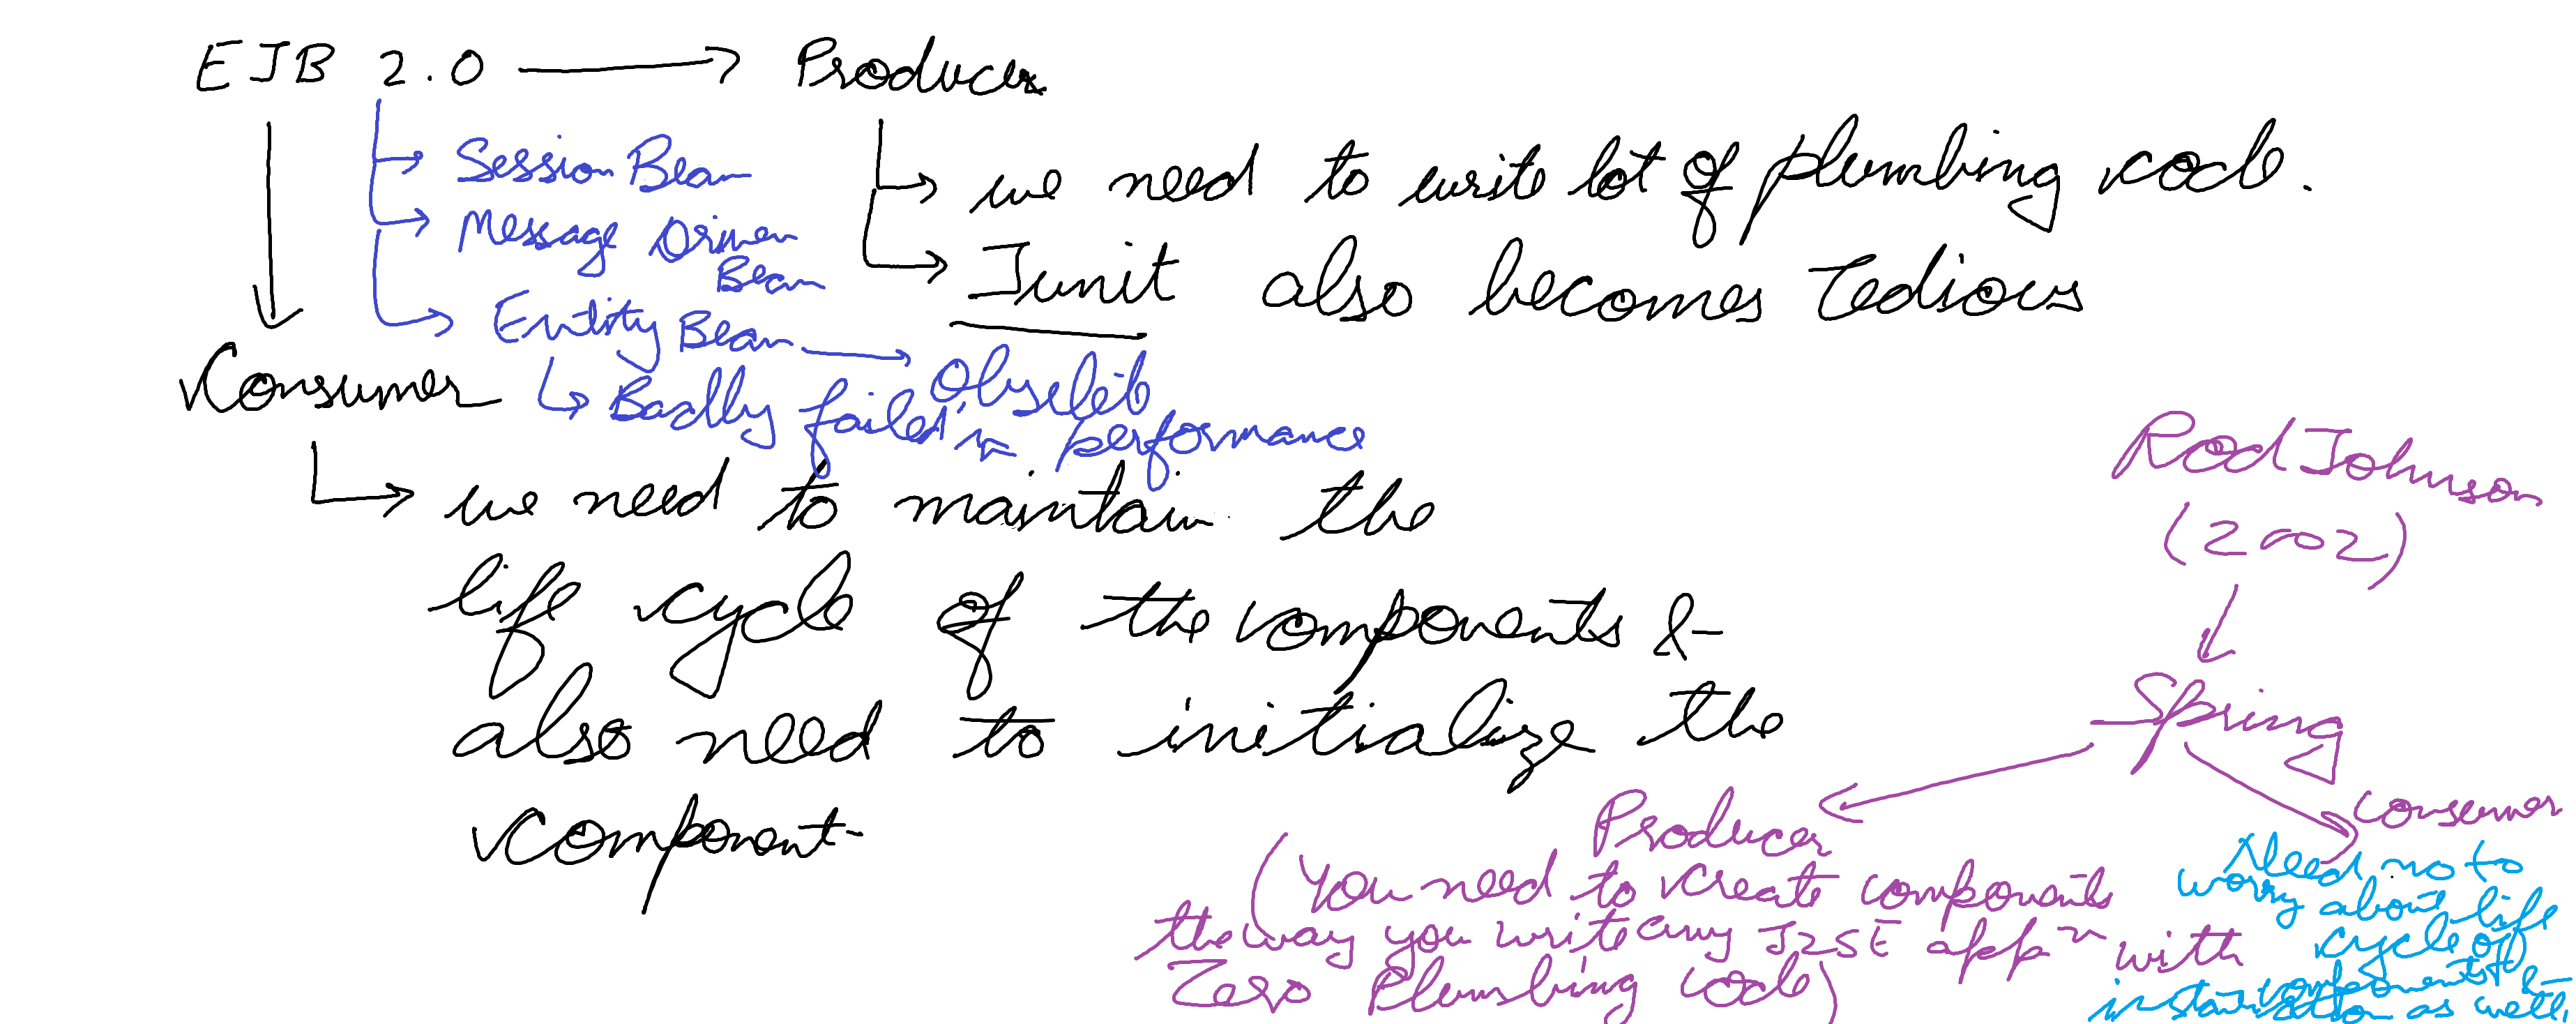 EJB 2.0 → Producer
Session Bean
Message Driven
Bean
Entity Bean → Obselete
Badly failed in performance
we need to write lot of plumbing code.
Junit also becomes Tedious
Consumer
we need to maintain the
life cycle of the components &
also need to initialize the
component
Rod Johnson
(2002)
Spring
Producer
(You need to create components
the way you write any J2SE appn with
Zero Plumbing code)
Consumer
Need no to
worry about life
cycle of
components &
instantiation as well.